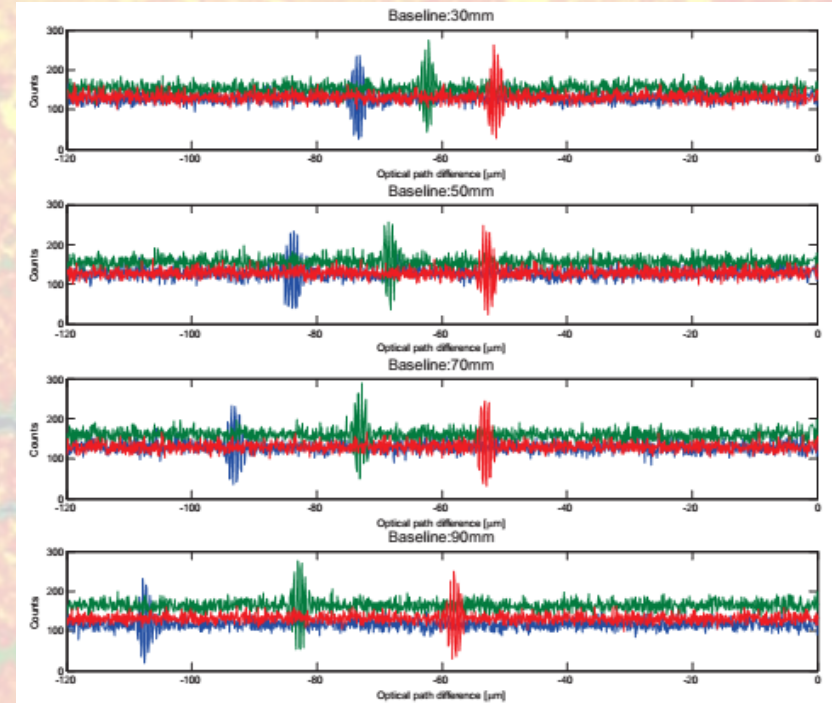 Baseline:30mm
300
200
100
0
Counts
-120 -100 -80 -60 -40 -20 0
Optical path difference [µm]
Baseline:50mm
300
200
100
0
Counts
-120 -100 -80 -60 -40 -20 0
Optical path difference [µm]
Baseline:70mm
300
200
100
0
Counts
-120 -100 -80 -60 -40 -20 0
Optical path difference [µm]
Baseline:90mm
300
200
100
0
Counts
-120 -100 -80 -60 -40 -20 0
Optical path difference [µm]